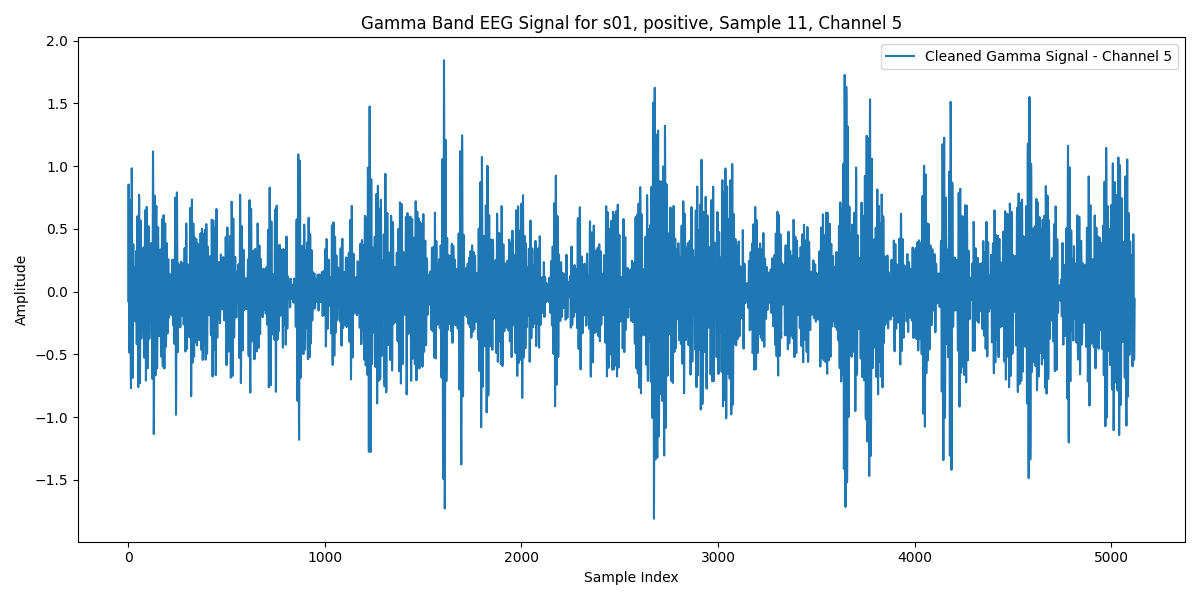 Gamma Band EEG Signal for s01, positive, Sample 11, Channel 5
Cleaned Gamma Signal - Channel 5
Amplitude
2.0
1.5
1.0
0.5
0.0
−0.5
−1.0
−1.5
0 1000 2000 3000 4000 5000
Sample Index